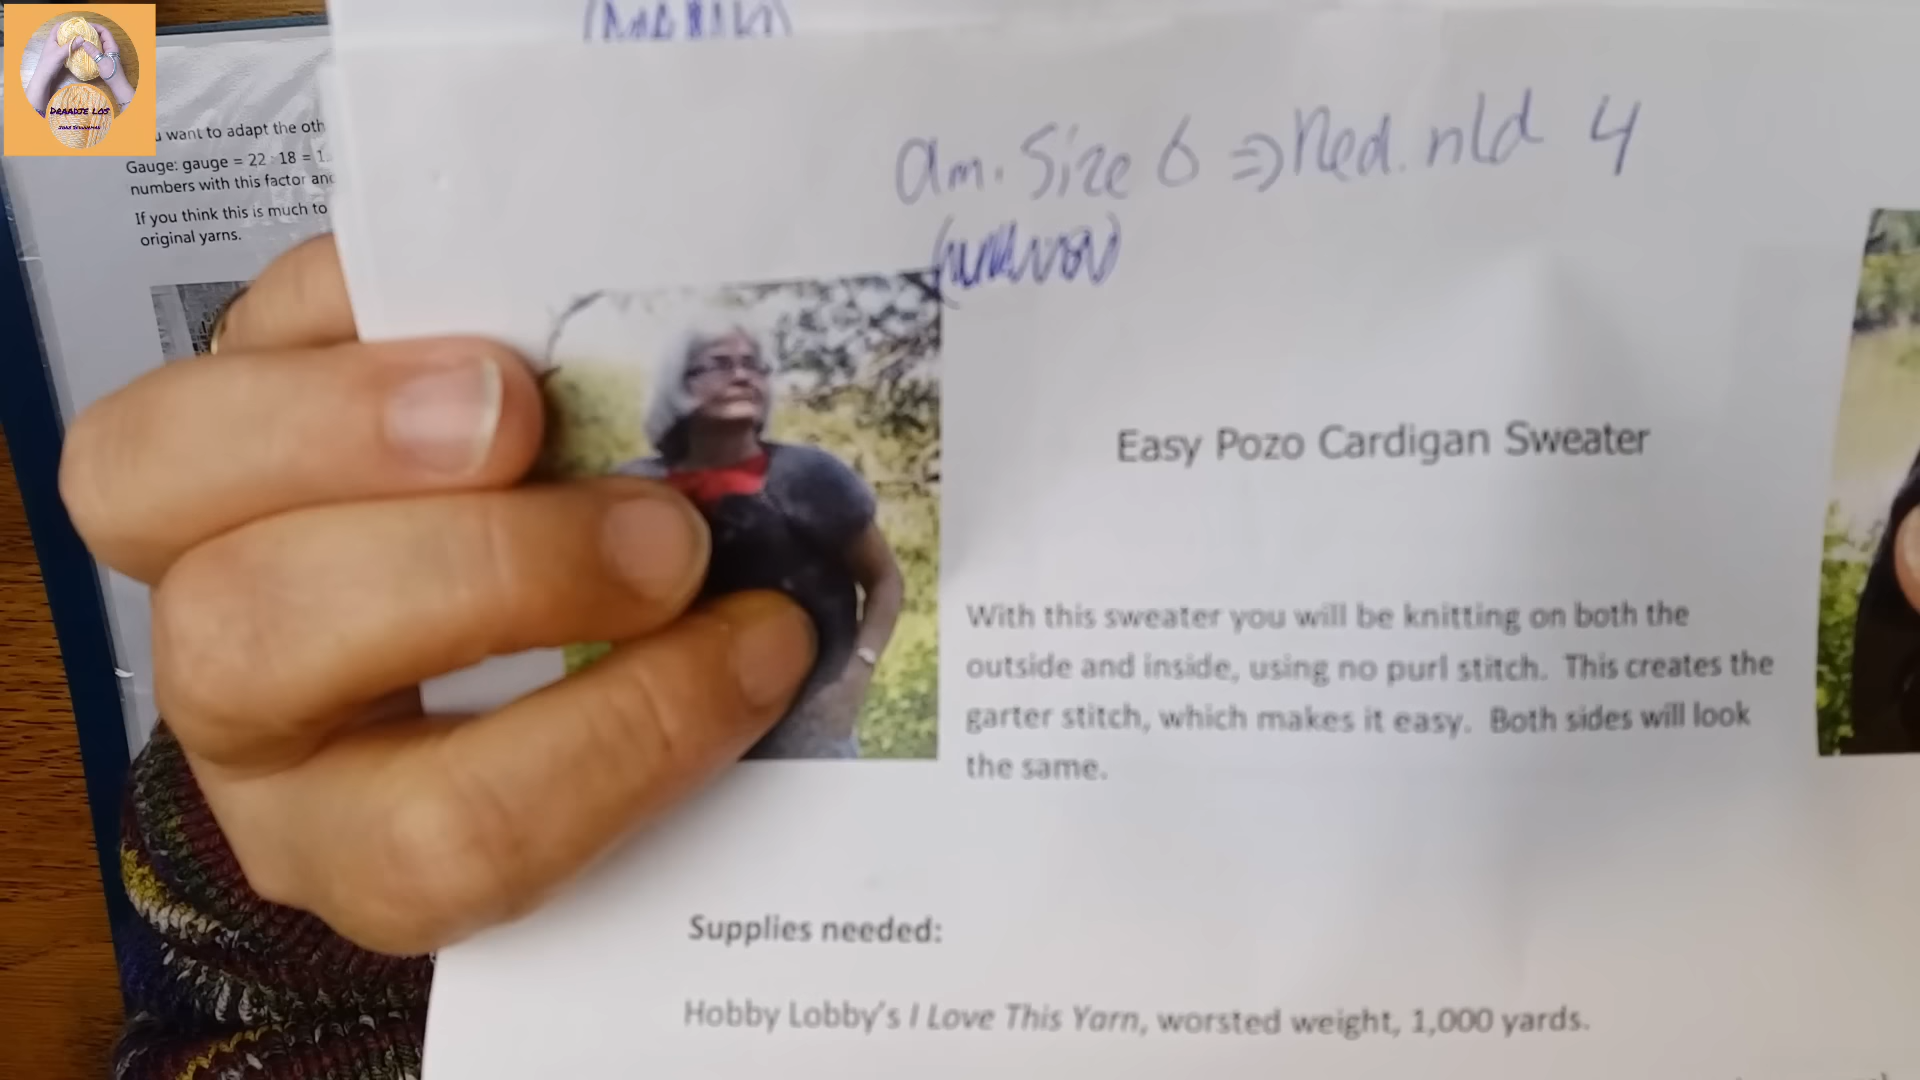 DRAADJE LOS
u want to adapt the oth
Gauge: gauge = 22 : 18 = 1.
numbers with this factor and
If you think this is much to
original yarns.
am. Size 6 => Ned. nld 4
Easy Pozo Cardigan Sweater
With this sweater you will be knitting on both the
outside and inside, using no purl stitch. This creates the
garter stitch, which makes it easy. Both sides will look
the same.
Supplies needed:
Hobby Lobby's I Love This Yarn, worsted weight, 1,000 yards.